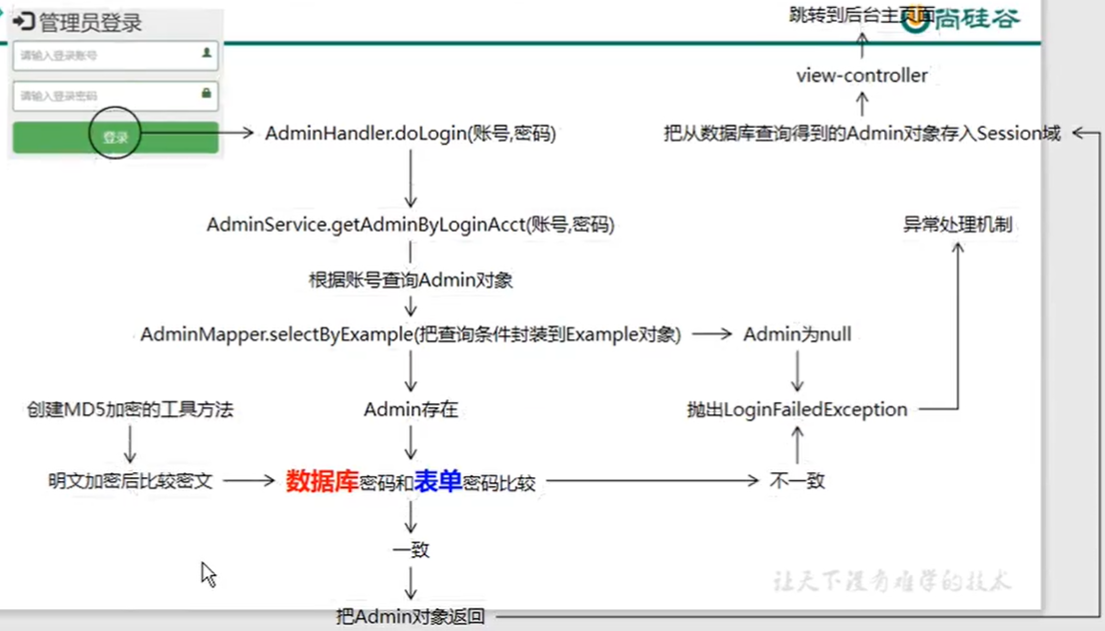 管理员登录
请输入登录账号
请输入登录密码
登录
跳转到后台主页面
尚硅谷
view-controller
AdminHandler.doLogin(账号,密码)
把从数据库查询得到的Admin对象存入Session域
AdminService.getAdminByLoginAcct(账号,密码)
异常处理机制
根据账号查询Admin对象
AdminMapper.selectByExample(把查询条件封装到Example对象)
Admin为null
创建MD5加密的工具方法
Admin存在
抛出LoginFailedException
明文加密后比较密文
数据库密码和表单密码比较
不一致
一致
让天下没有难学的技术
把Admin对象返回